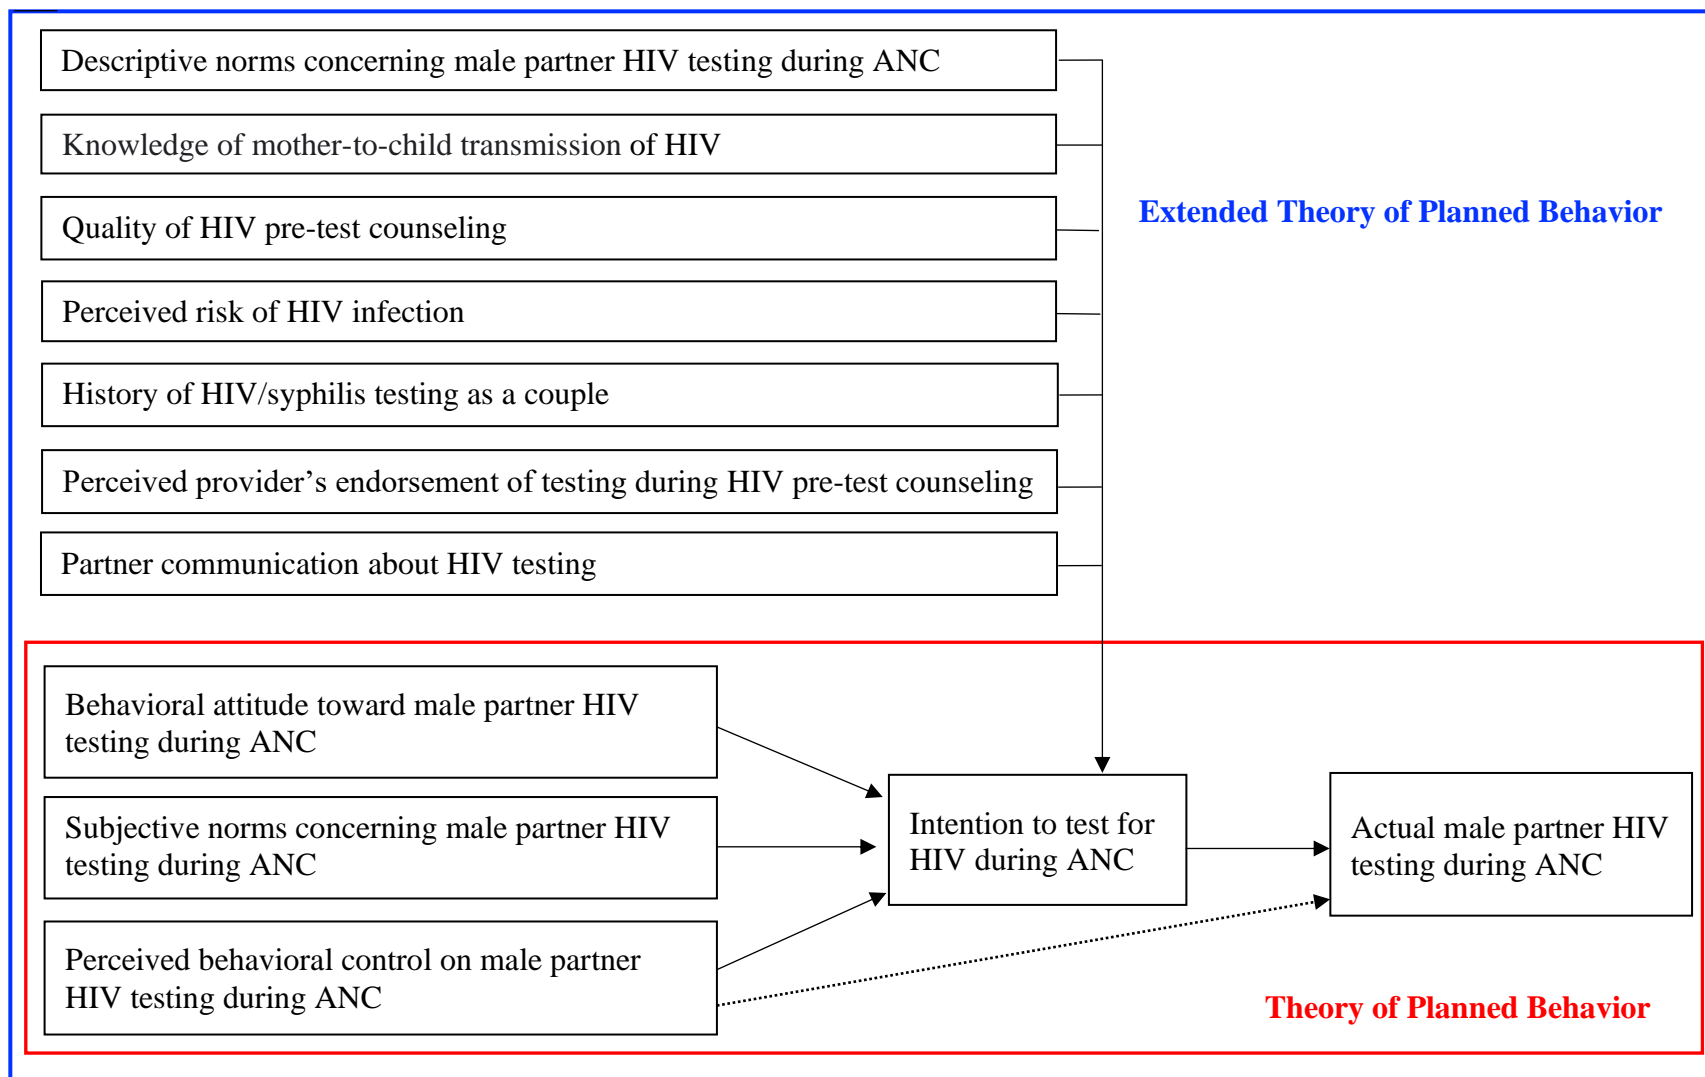 Descriptive norms concerning male partner HIV testing during ANC
Knowledge of mother-to-child transmission of HIV
Quality of HIV pre-test counseling
Extended Theory of Planned Behavior
Perceived risk of HIV infection
History of HIV/syphilis testing as a couple
Perceived provider’s endorsement of testing during HIV pre-test counseling
Partner communication about HIV testing
Behavioral attitude toward male partner HIV
testing during ANC
Subjective norms concerning male partner HIV
testing during ANC
Perceived behavioral control on male partner
HIV testing during ANC
Intention to test for
HIV during ANC
Actual male partner HIV
testing during ANC
Theory of Planned Behavior